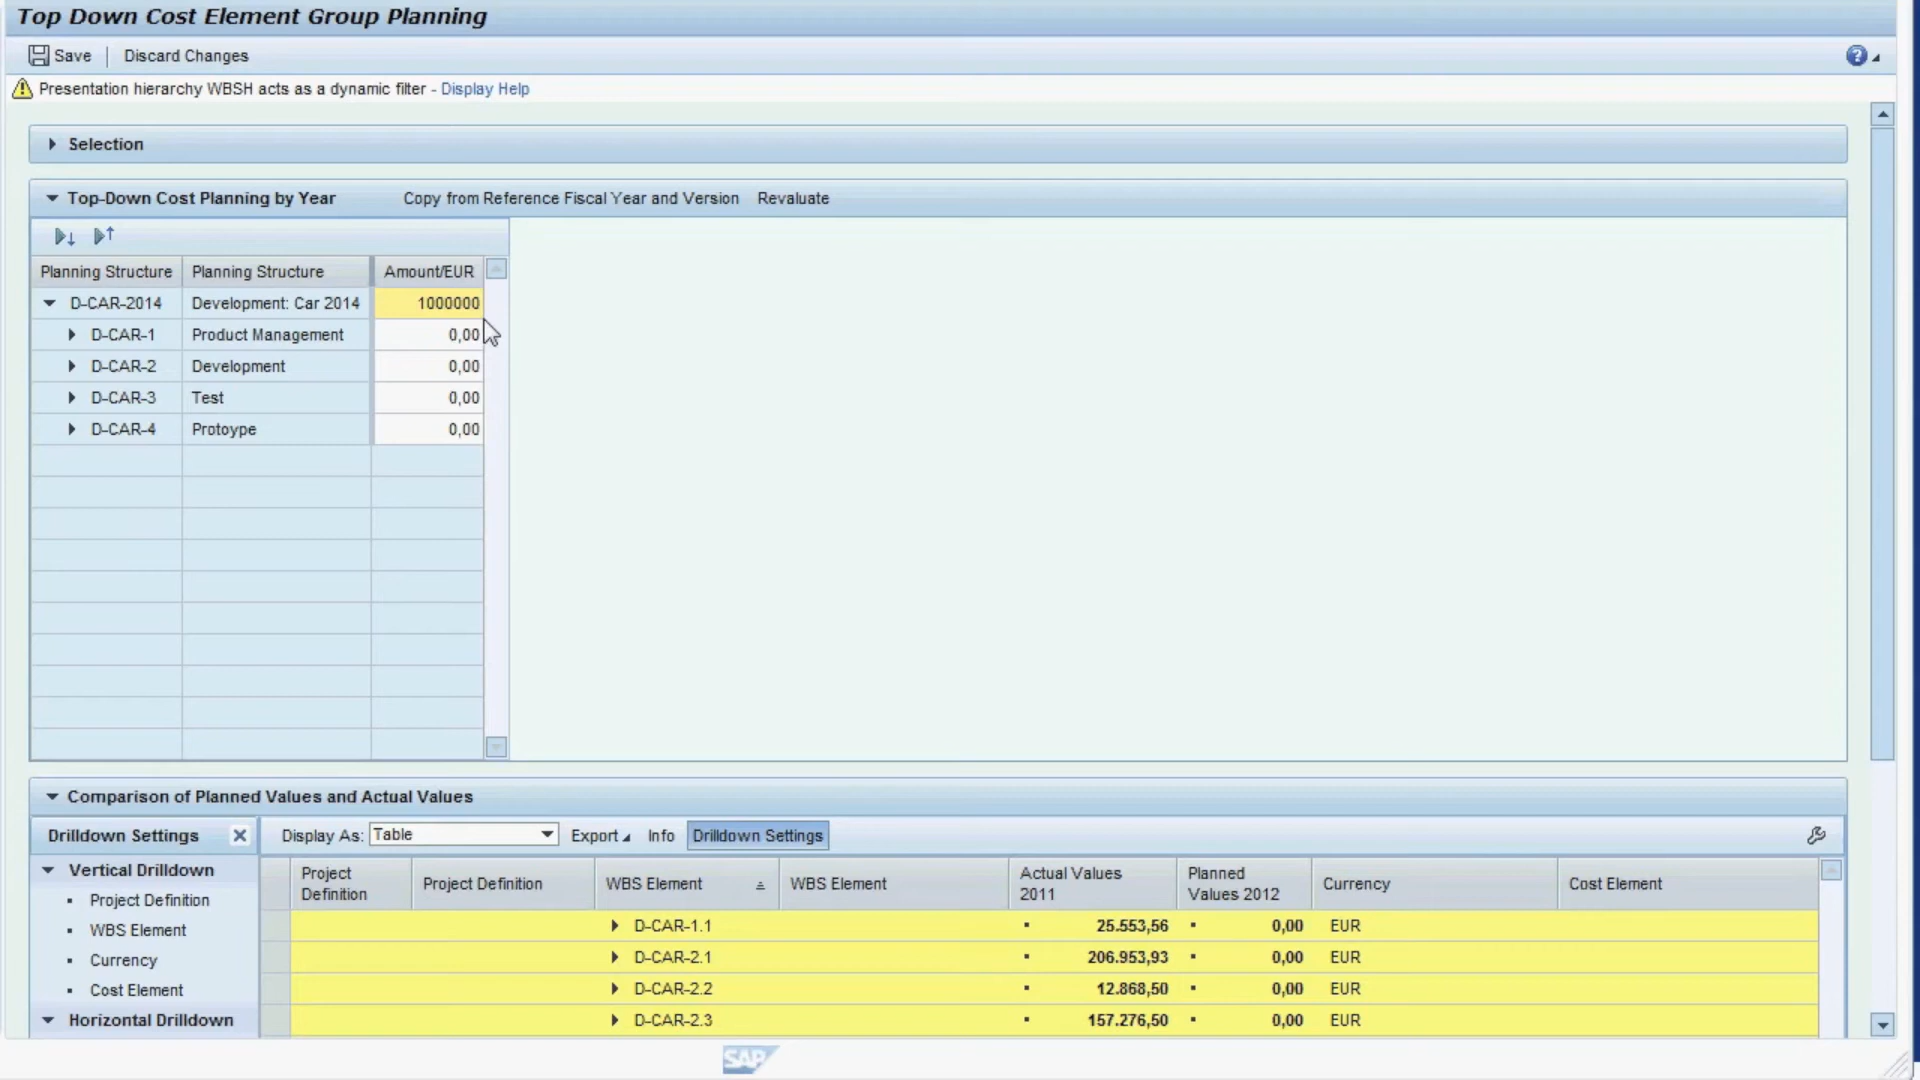 Top Down Cost Element Group Planning
Save | Discard Changes
Presentation hierarchy WBSH acts as a dynamic filter - Display Help
Selection
Top-Down Cost Planning by Year Copy from Reference Fiscal Year and Version Revaluate
Planning Structure Planning Structure Amount/EUR
D-CAR-2014 Development: Car 2014 1000000
D-CAR-1 Product Management 0,00
D-CAR-2 Development 0,00
D-CAR-3 Test 0,00
D-CAR-4 Protoype 0,00
Comparison of Planned Values and Actual Values
Drilldown Settings Display As: Table Export Info Drilldown Settings
Vertical Drilldown
Project Definition
WBS Element
Currency
Cost Element
Horizontal Drilldown
Project Definition Project Definition WBS Element WBS Element Actual Values 2011 Planned Values 2012 Currency Cost Element
D-CAR-1.1 25.553,56 0,00 EUR
D-CAR-2.1 206.953,93 0,00 EUR
D-CAR-2.2 12.868,50 0,00 EUR
D-CAR-2.3 157.276,50 0,00 EUR
SAP